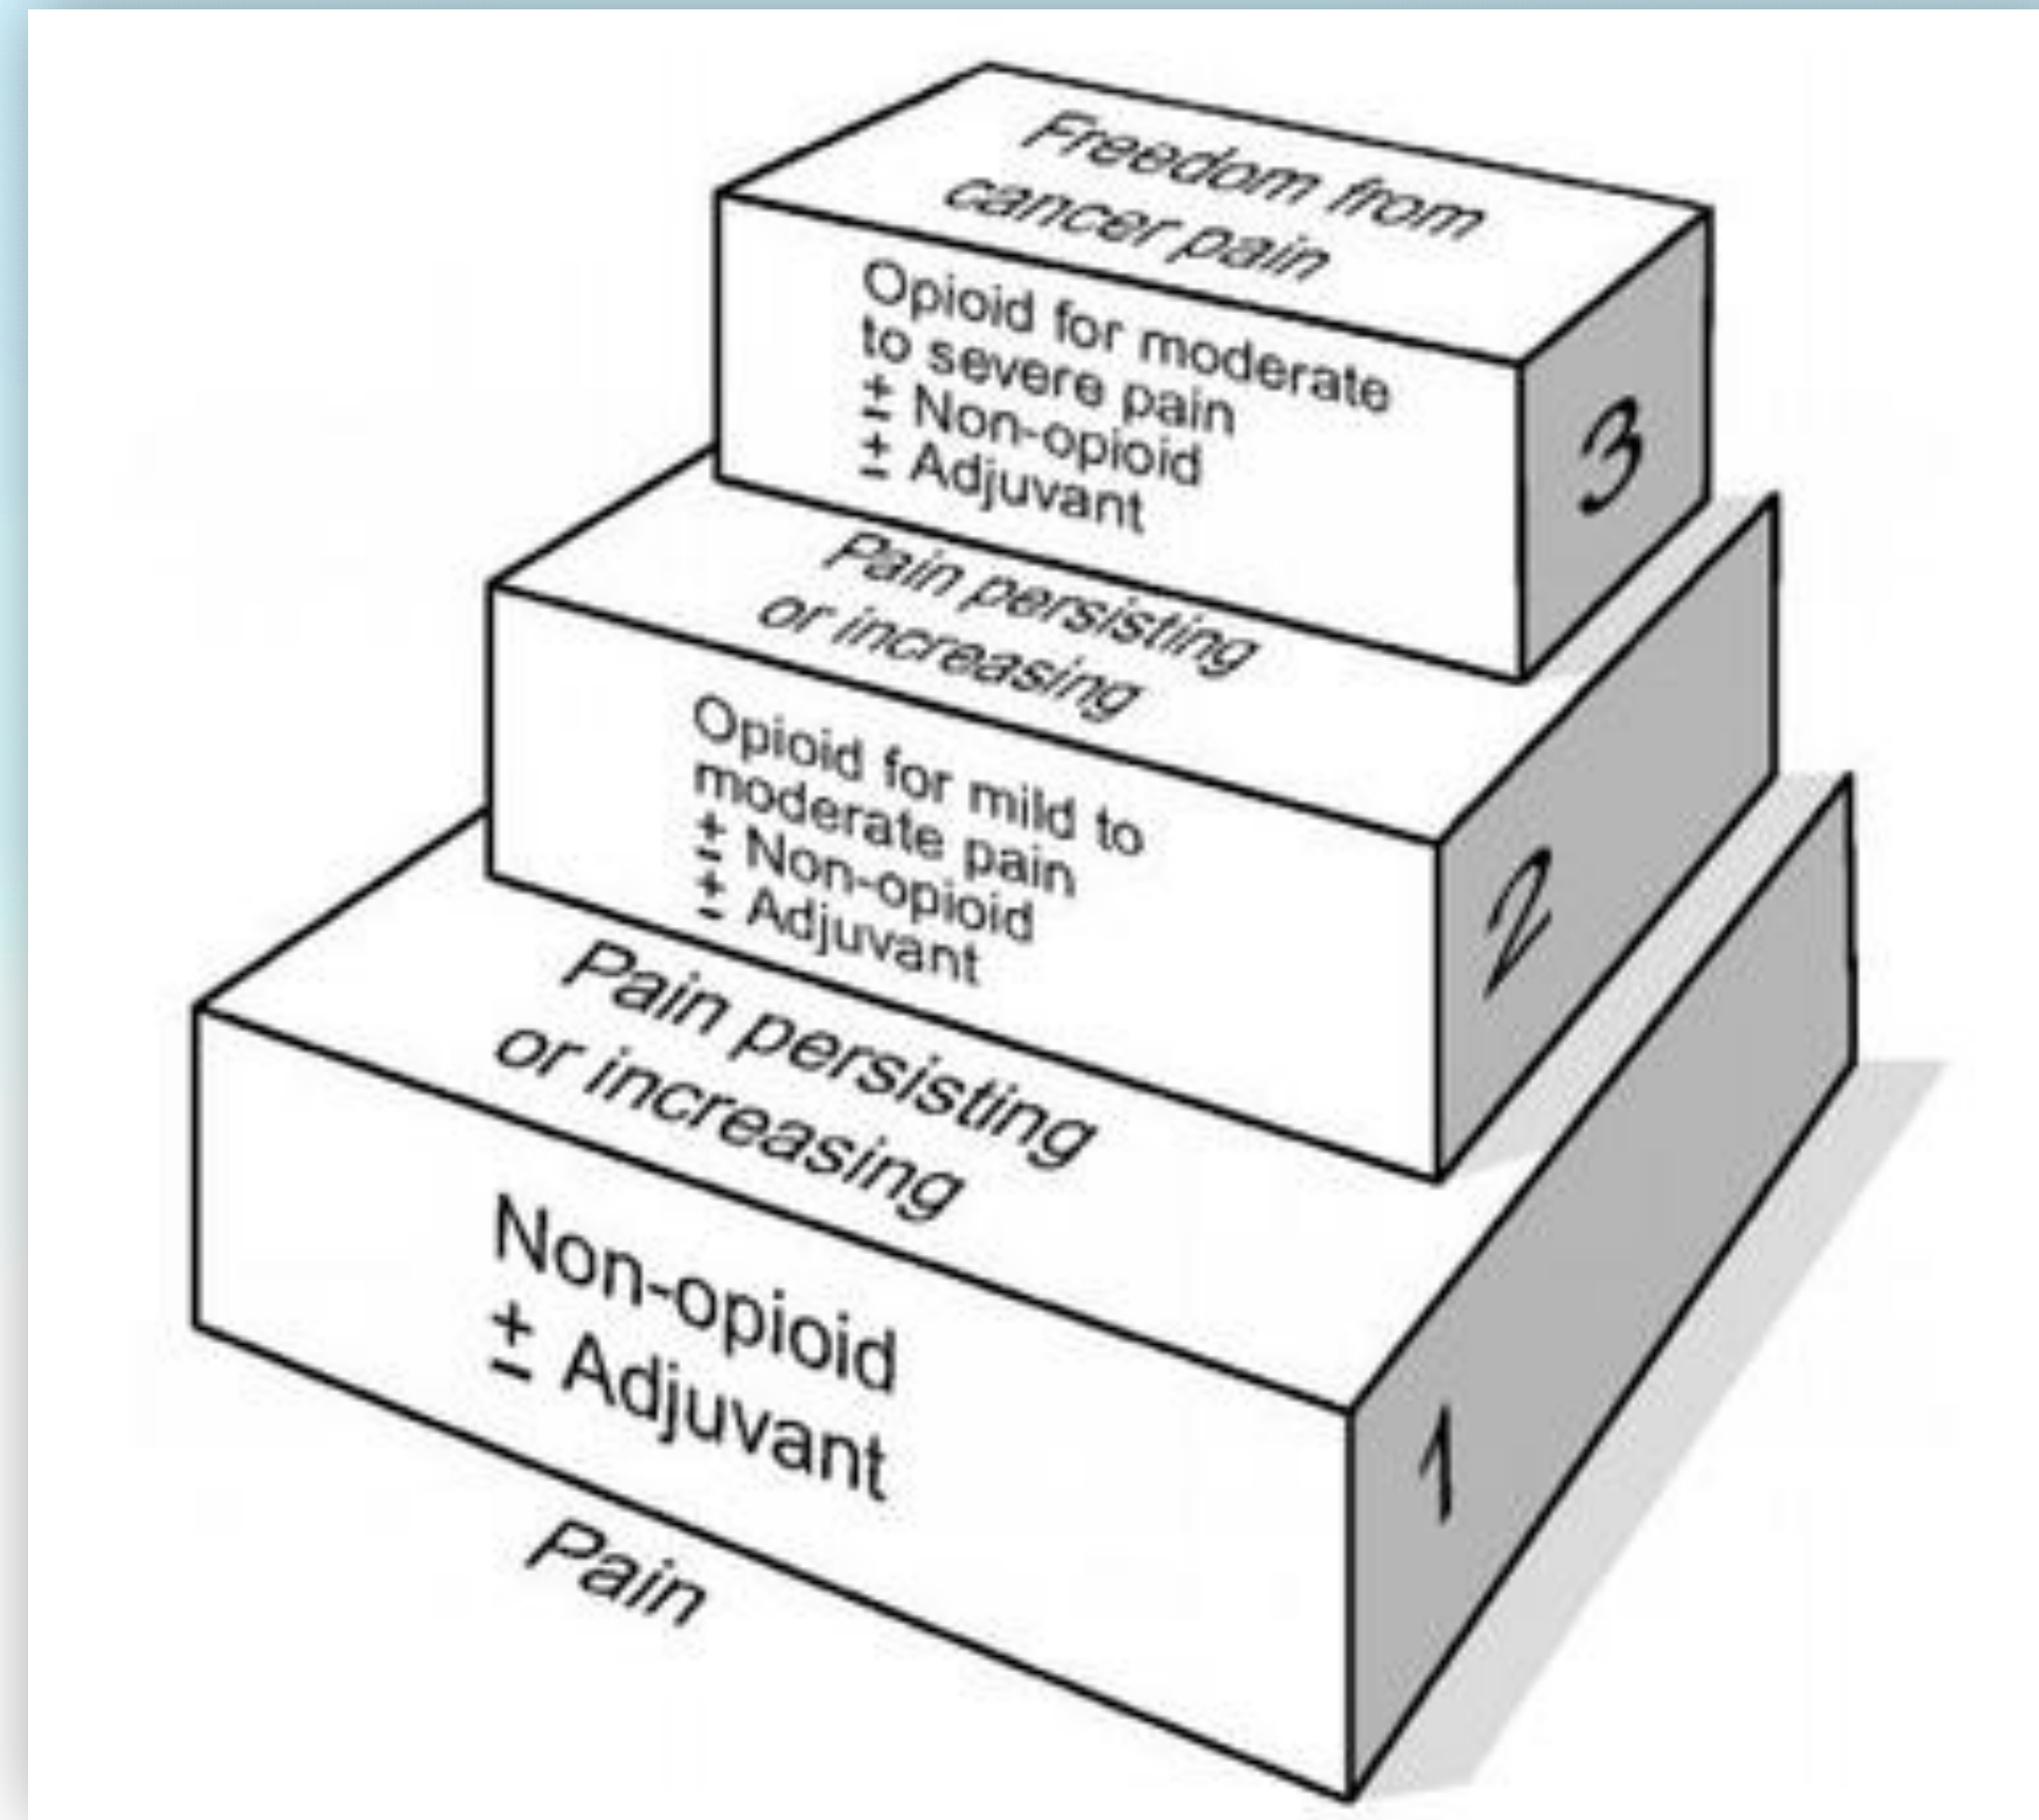 Freedom from
cancer pain
Opioid for moderate
to severe pain
± Non-opioid
± Adjuvant
3
Pain persisting
or increasing
Opioid for mild to
moderate pain
± Non-opioid
± Adjuvant
2
Pain persisting
or increasing
Non-opioid
± Adjuvant
1
Pain